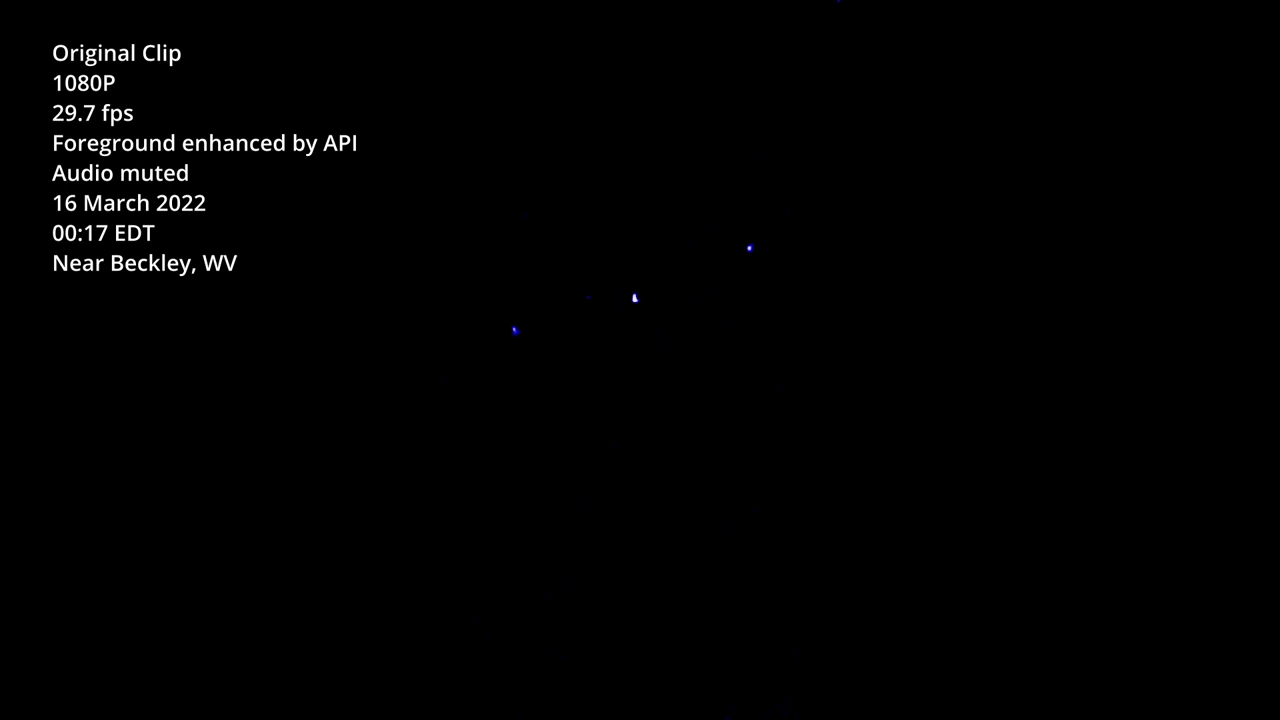 Original Clip
1080P
29.7 fps
Foreground enhanced by API
Audio muted
16 March 2022
00:17 EDT
Near Beckley, WV